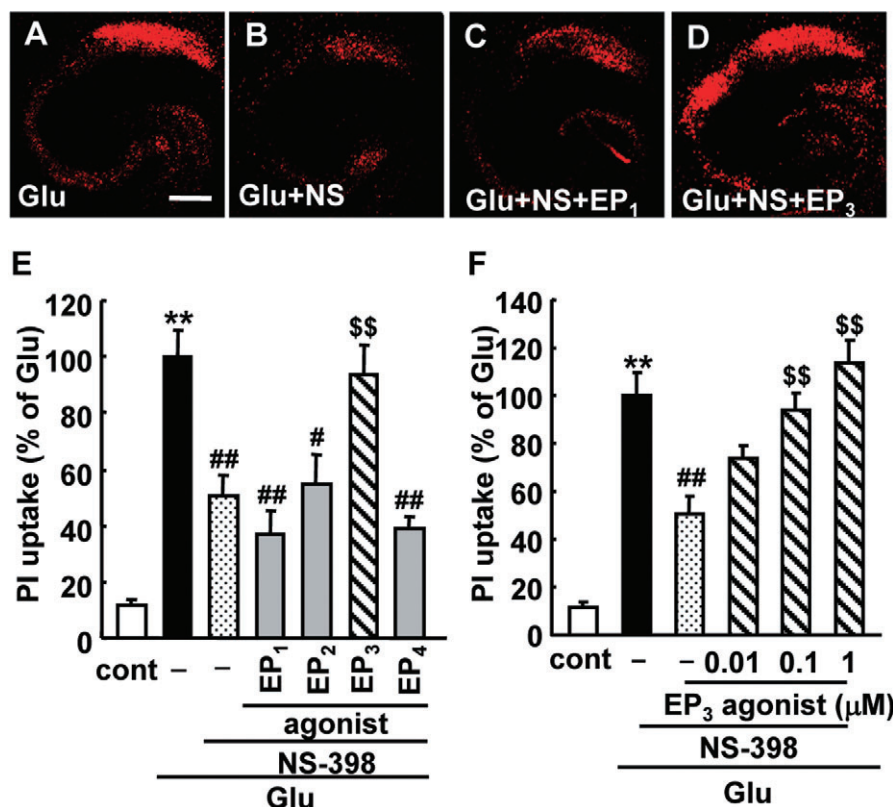 A B C D
Glu Glu+NS Glu+NS+EP₁ Glu+NS+EP₃
E
PI uptake (% of Glu)
120
100
80
60
40
20
0
** ## ## # $$ ##
cont – – EP₁ EP₂ EP₃ EP₄
agonist
NS-398
Glu
F
PI uptake (% of Glu)
140
120
100
80
60
40
20
0
** ## $$ $$
cont – – 0.01 0.1 1
EP₃ agonist (μM)
NS-398
Glu